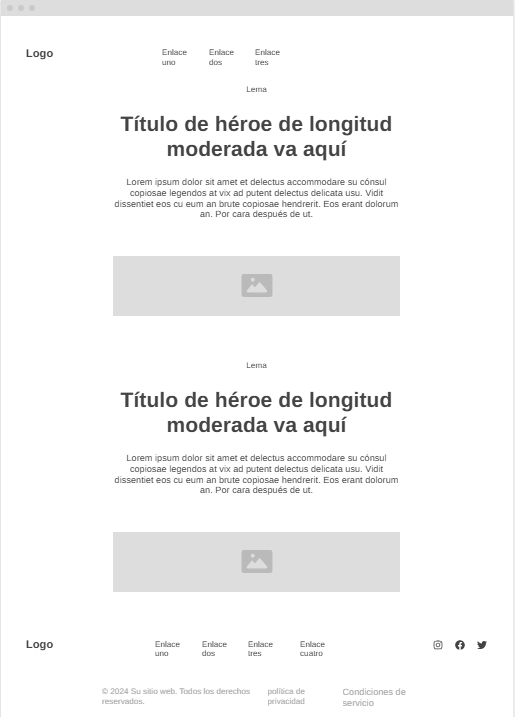 Logo
Enlace uno
Enlace dos
Enlace tres
Lema
Título de héroe de longitud
moderada va aquí
Lorem ipsum dolor sit amet et delectus accommodare su cónsul
copiosae legendos at vix ad putent delectus delicata usu. Vidit
dissentiet eos cu eum an brute copiosae hendrerit. Eos erant dolorum
an. Por cara después de ut.
Lema
Título de héroe de longitud
moderada va aquí
Lorem ipsum dolor sit amet et delectus accommodare su cónsul
copiosae legendos at vix ad putent delectus delicata usu. Vidit
dissentiet eos cu eum an brute copiosae hendrerit. Eos erant dolorum
an. Por cara después de ut.
Logo
Enlace uno
Enlace dos
Enlace tres
Enlace cuatro
© 2024 Su sitio web. Todos los derechos
reservados.
política de
privacidad
Condiciones de
servicio